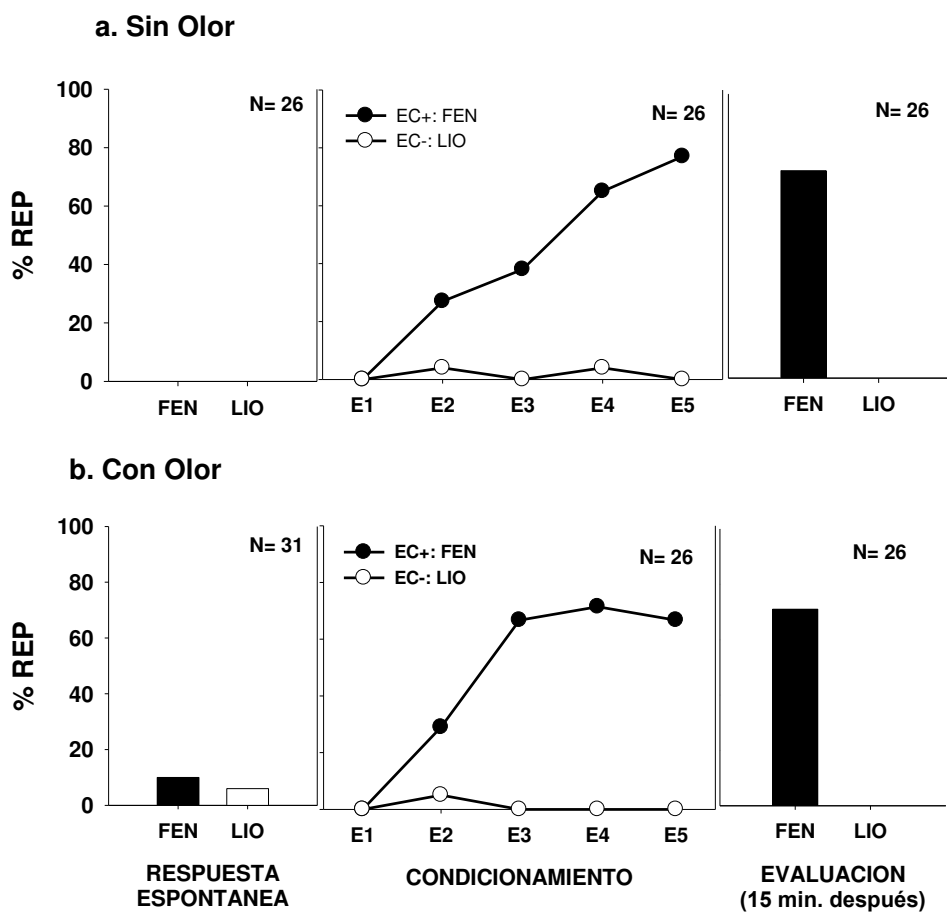 a. Sin Olor
% REP
100
80
60
40
20
0
N= 26
FEN LIO
EC+: FEN
EC-: LIO
N= 26
E1 E2 E3 E4 E5
N= 26
FEN LIO
b. Con Olor
% REP
100
80
60
40
20
0
N= 31
FEN LIO
RESPUESTA
ESPONTANEA
EC+: FEN
EC-: LIO
N= 26
E1 E2 E3 E4 E5
CONDICIONAMIENTO
N= 26
FEN LIO
EVALUACION
(15 min. después)